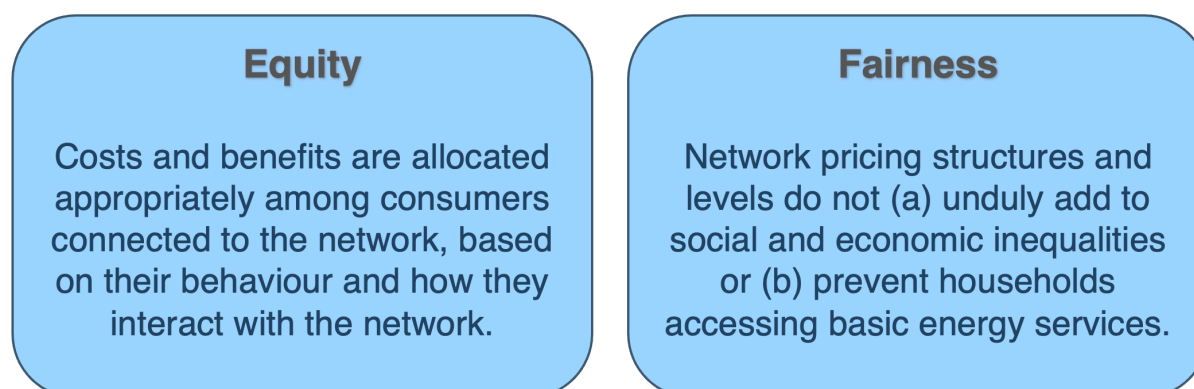 Equity
Costs and benefits are allocated
appropriately among consumers
connected to the network, based
on their behaviour and how they
interact with the network.
Fairness
Network pricing structures and
levels do not (a) unduly add to
social and economic inequalities
or (b) prevent households
accessing basic energy services.